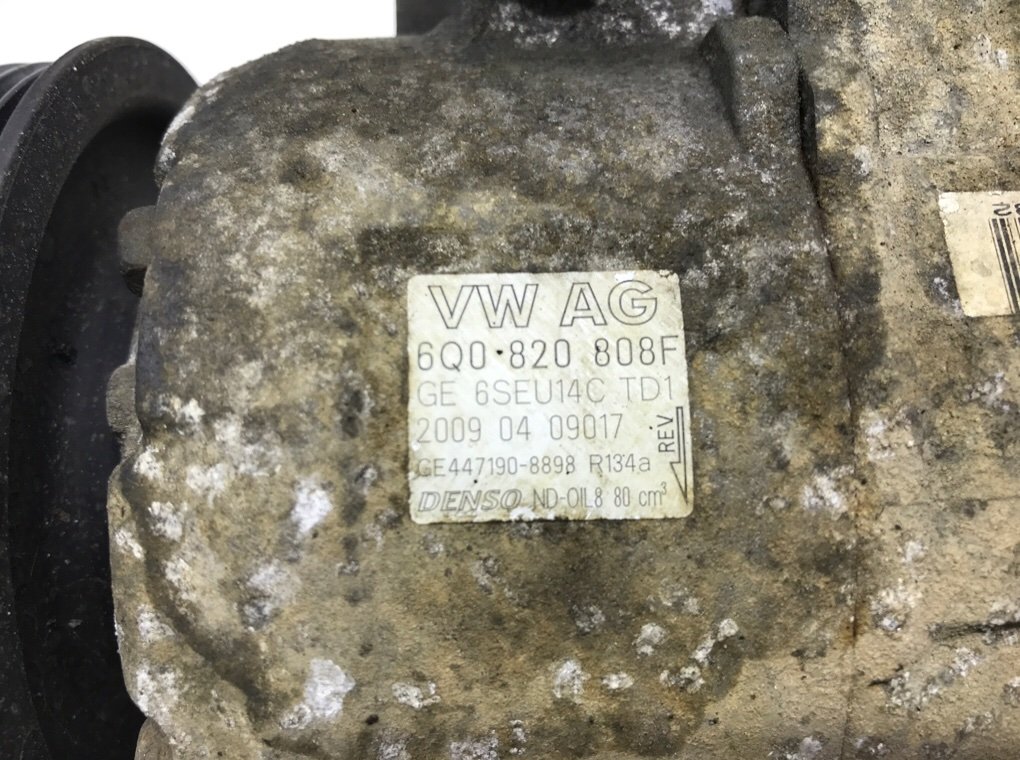 VW AG
6Q0 820 808F
GE 6SEU14C TD1
2009 04 09017
REV
GE447190-8898 R134a
DENSO ND-OIL8 80 cm³